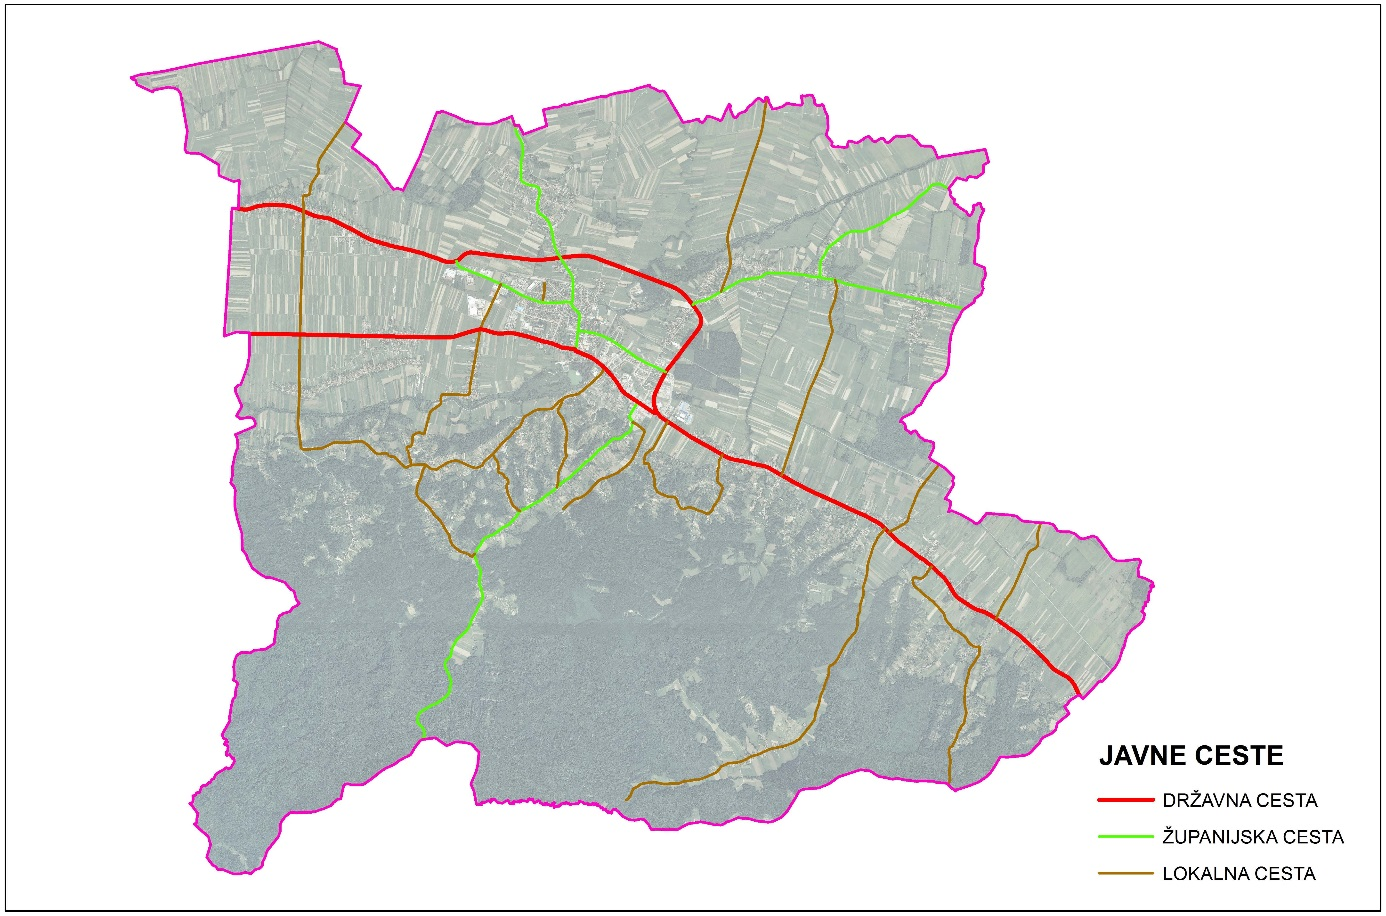 JAVNE CESTE
DRŽAVNA CESTA
ŽUPANIJSKA CESTA
LOKALNA CESTA